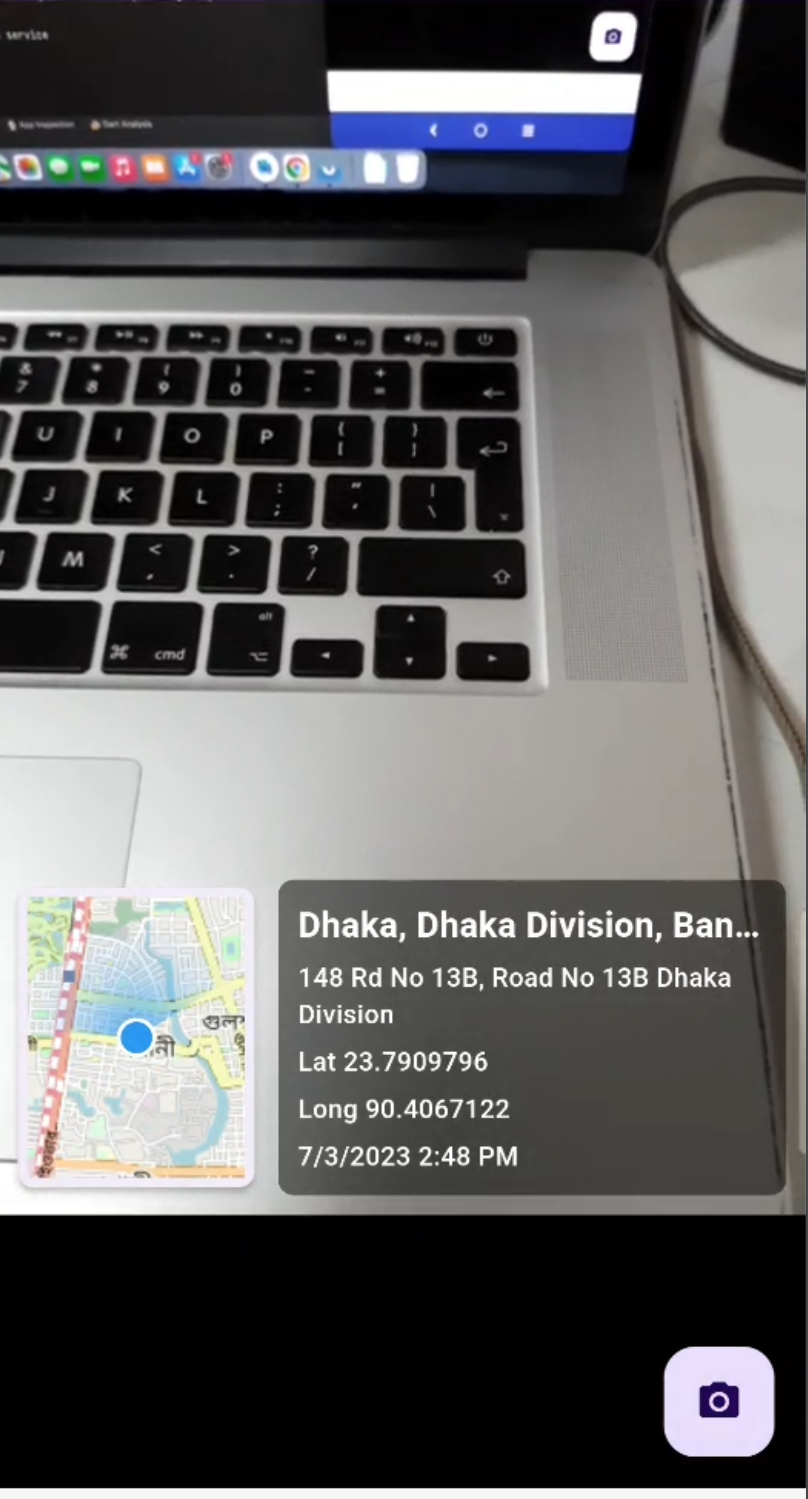 service
App Inspection Dart Analysis
& * ( ) _ +
7 8 9 0 - =
U I O P { [ } ]
J K L : ; " ' | \
M < , > . ? /
alt
⌘ cmd
Dhaka, Dhaka Division, Ban...
148 Rd No 13B, Road No 13B Dhaka
Division
Lat 23.7909796
Long 90.4067122
7/3/2023 2:48 PM